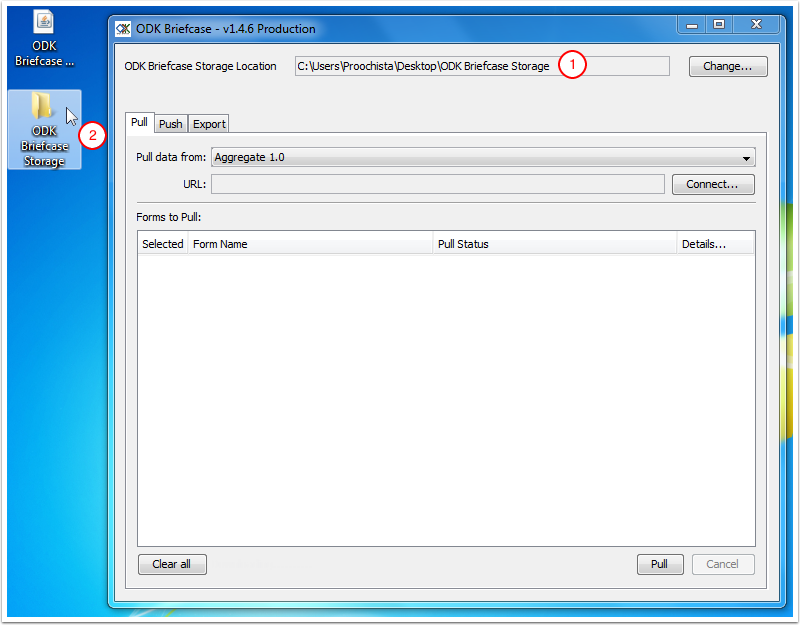 ODK
Briefcase ...
ODK
Briefcase
Storage
2
ODK Briefcase - v1.4.6 Production
ODK Briefcase Storage Location
C:\Users\Proochista\Desktop\ODK Briefcase Storage
1
Change...
Pull Push Export
Pull data from: Aggregate 1.0
URL:
Connect...
Forms to Pull:
Selected Form Name Pull Status Details...
Clear all
Pull
Cancel